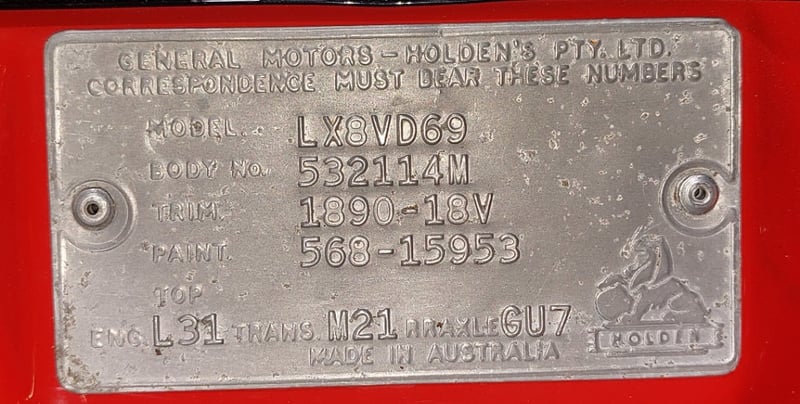 GENERAL MOTORS - HOLDEN'S PTY. LTD.
CORRESPONDENCE MUST BEAR THESE NUMBERS
MODEL. LX8VD69
BODY NO. 532114M
TRIM. 1890-18V
PAINT. 568-15953
TOP
ENG. L31 TRANS. M21 RR AXLE GU7
HOLDEN
MADE IN AUSTRALIA